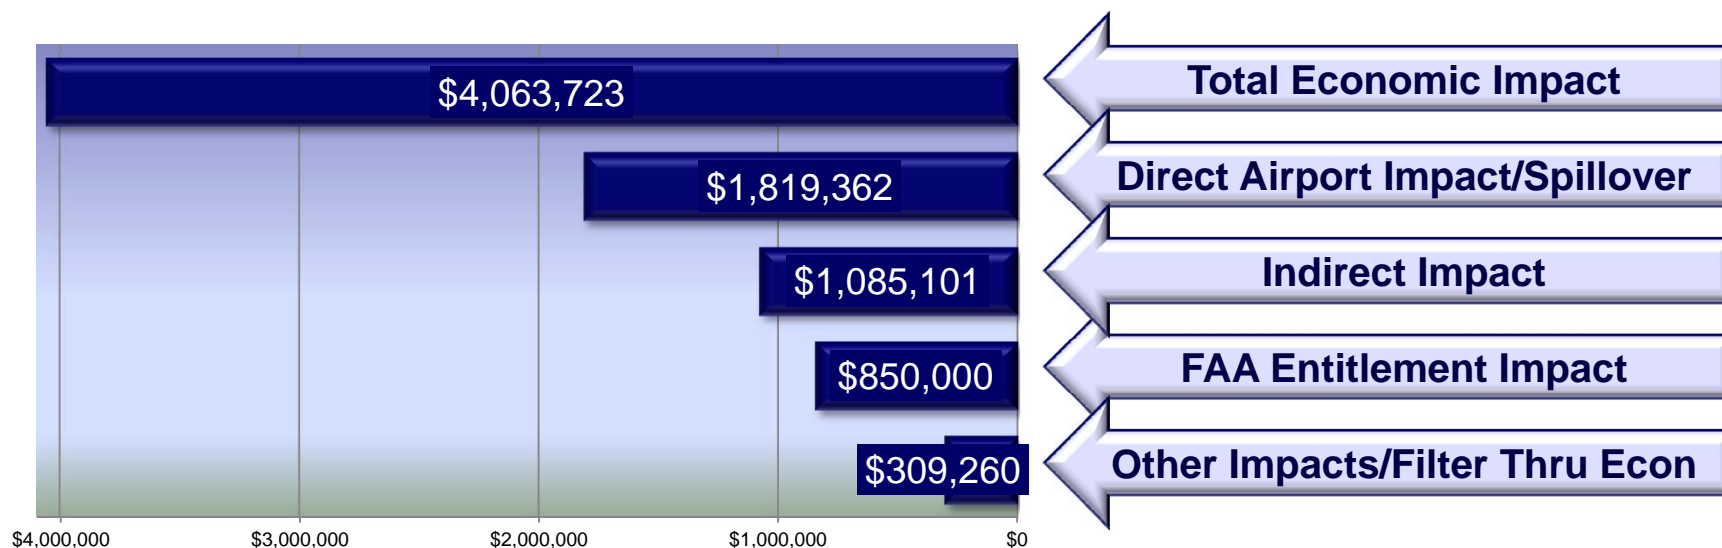 $4,063,723 Total Economic Impact
$1,819,362 Direct Airport Impact/Spillover
$1,085,101 Indirect Impact
$850,000 FAA Entitlement Impact
$309,260 Other Impacts/Filter Thru Econ
$4,000,000 $3,000,000 $2,000,000 $1,000,000 $0